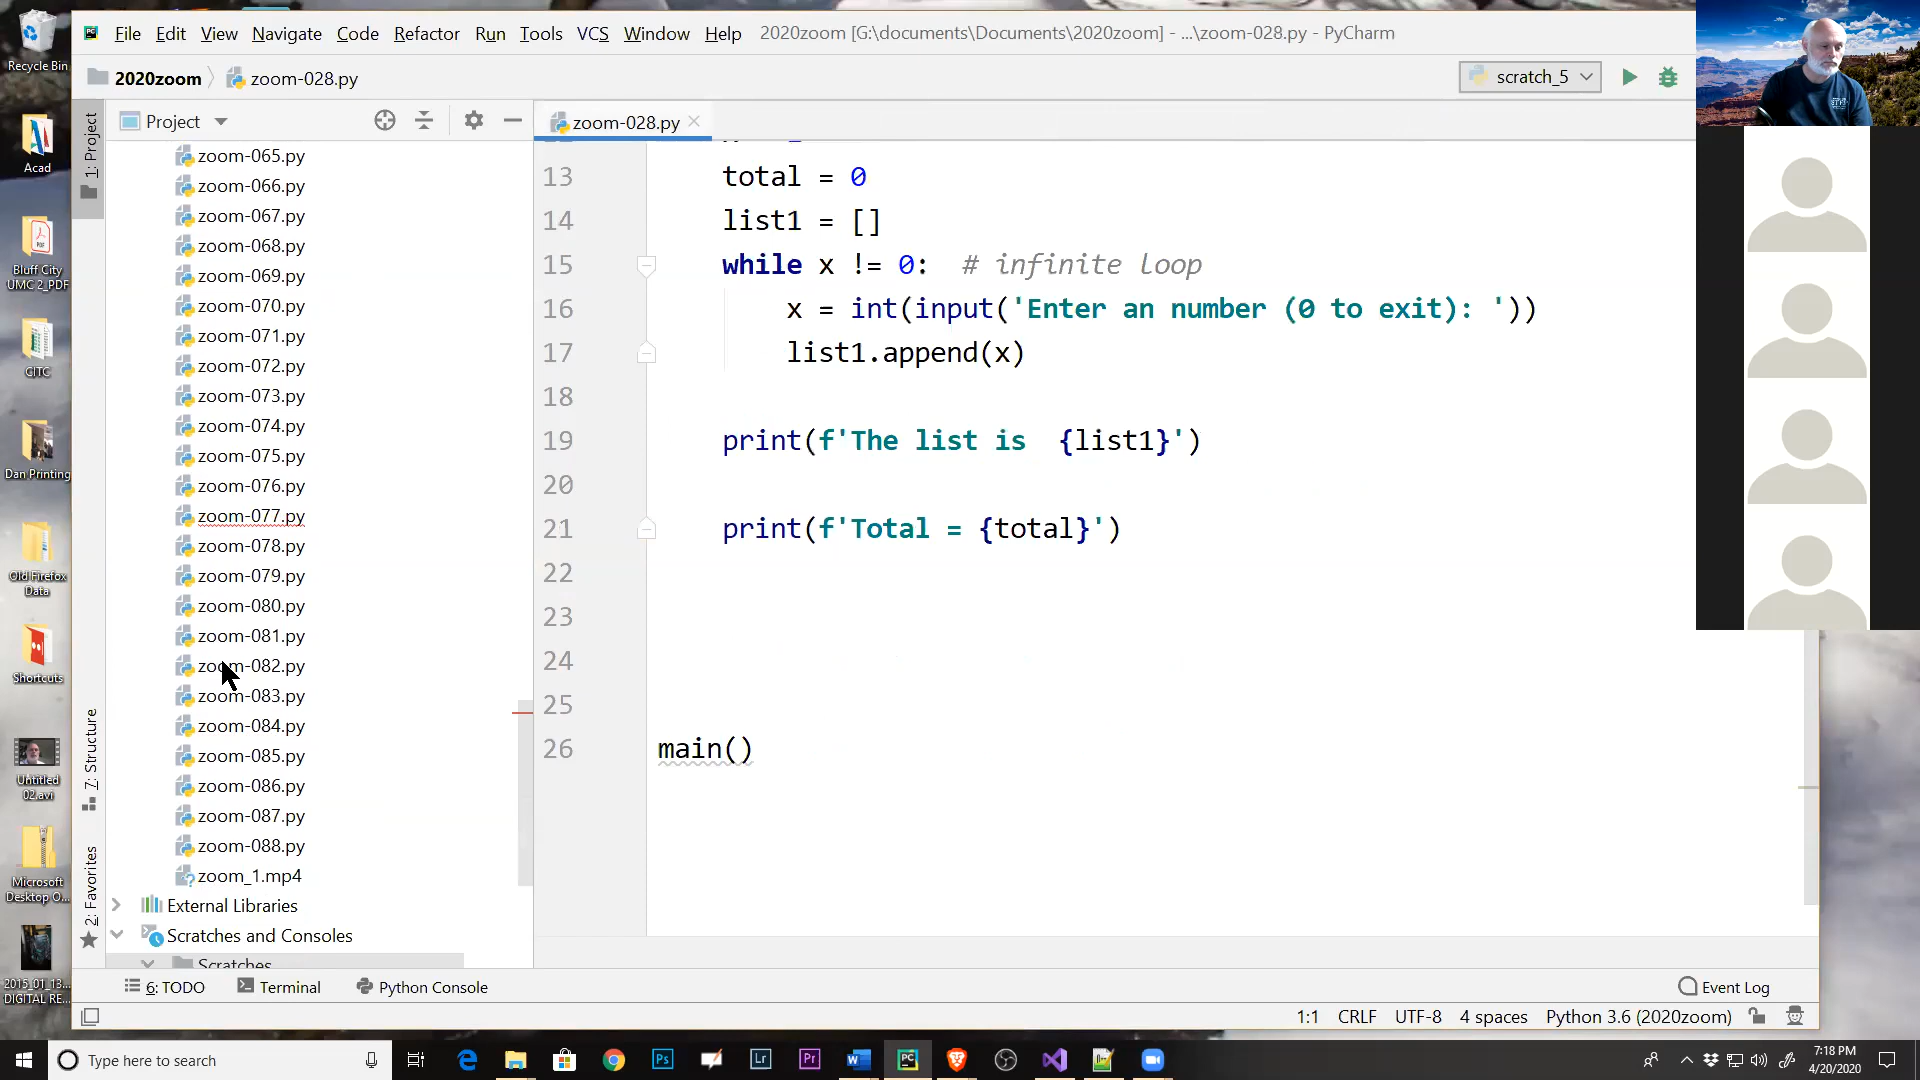 Recycle Bin
Acad
Bluff City
UMC 2_PDF
CITC
Dan Printing
Old Firefox
Data
Shortcuts
Untitled
02.avi
Microsoft
Desktop O...
2015_01_13...
DIGITAL RE...
File Edit View Navigate Code Refactor Run Tools VCS Window Help 2020zoom [G:\documents\Documents\2020zoom] - ...\zoom-028.py - PyCharm
2020zoom zoom-028.py scratch_5
1: Project
7: Structure
2: Favorites
Project
zoom-065.py
zoom-066.py
zoom-067.py
zoom-068.py
zoom-069.py
zoom-070.py
zoom-071.py
zoom-072.py
zoom-073.py
zoom-074.py
zoom-075.py
zoom-076.py
zoom-077.py
zoom-078.py
zoom-079.py
zoom-080.py
zoom-081.py
zoom-082.py
zoom-083.py
zoom-084.py
zoom-085.py
zoom-086.py
zoom-087.py
zoom-088.py
zoom_1.mp4
External Libraries
Scratches and Consoles
Scratches
zoom-028.py
13 total = 0
14 list1 = []
15 while x != 0: # infinite loop
16 x = int(input('Enter an number (0 to exit): '))
17 list1.append(x)
18
19 print(f'The list is {list1}')
20
21 print(f'Total = {total}')
22
23
24
25
26 main()
6: TODO Terminal Python Console Event Log
1:1 CRLF UTF-8 4 spaces Python 3.6 (2020zoom)
Type here to search
7:18 PM
4/20/2020